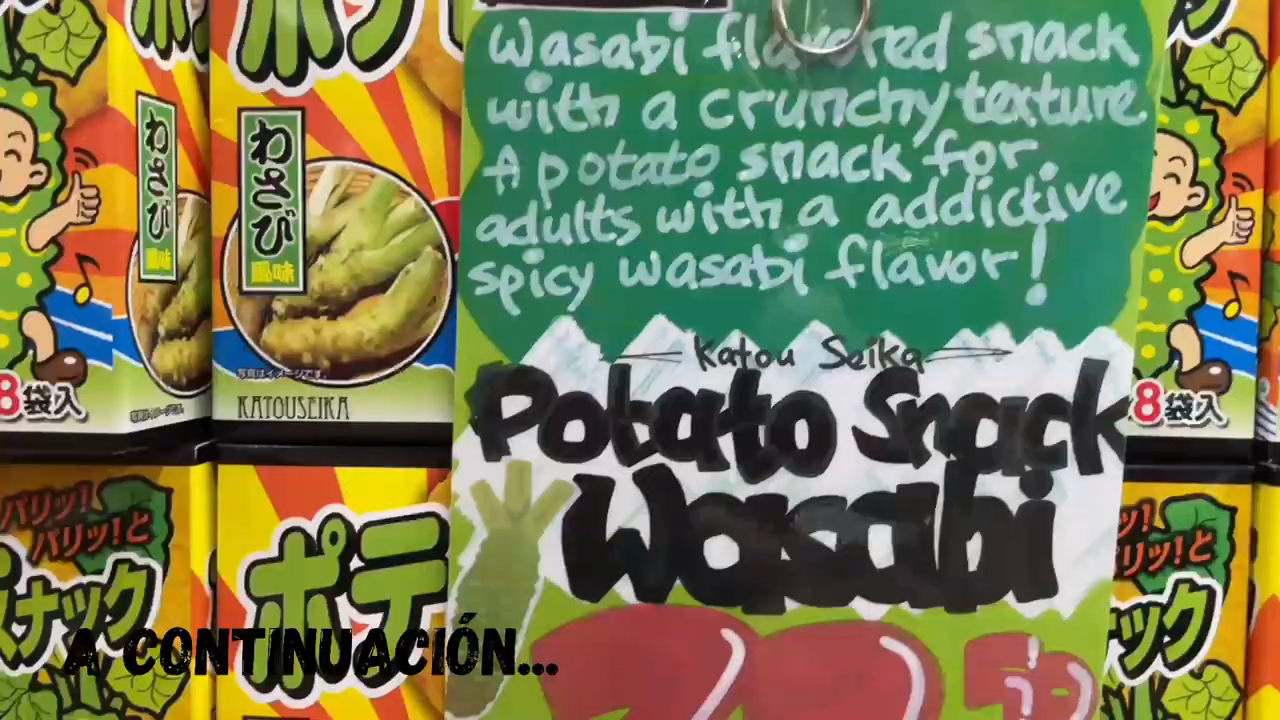 Wasabi flavored snack
with a crunchy texture.
A potato snack for
adults with a addictive
spicy wasabi flavor!
Katou Seika
Potato Snack
Wasabi
わさび
風味
わさび
風味
写真はイメージです。
KATOUSEIKA
8袋入
8袋入
パリッ!
パリッ!と
ナック
ポテ
ッ!
リッ!と
ック
A CONTINUACIÓN...